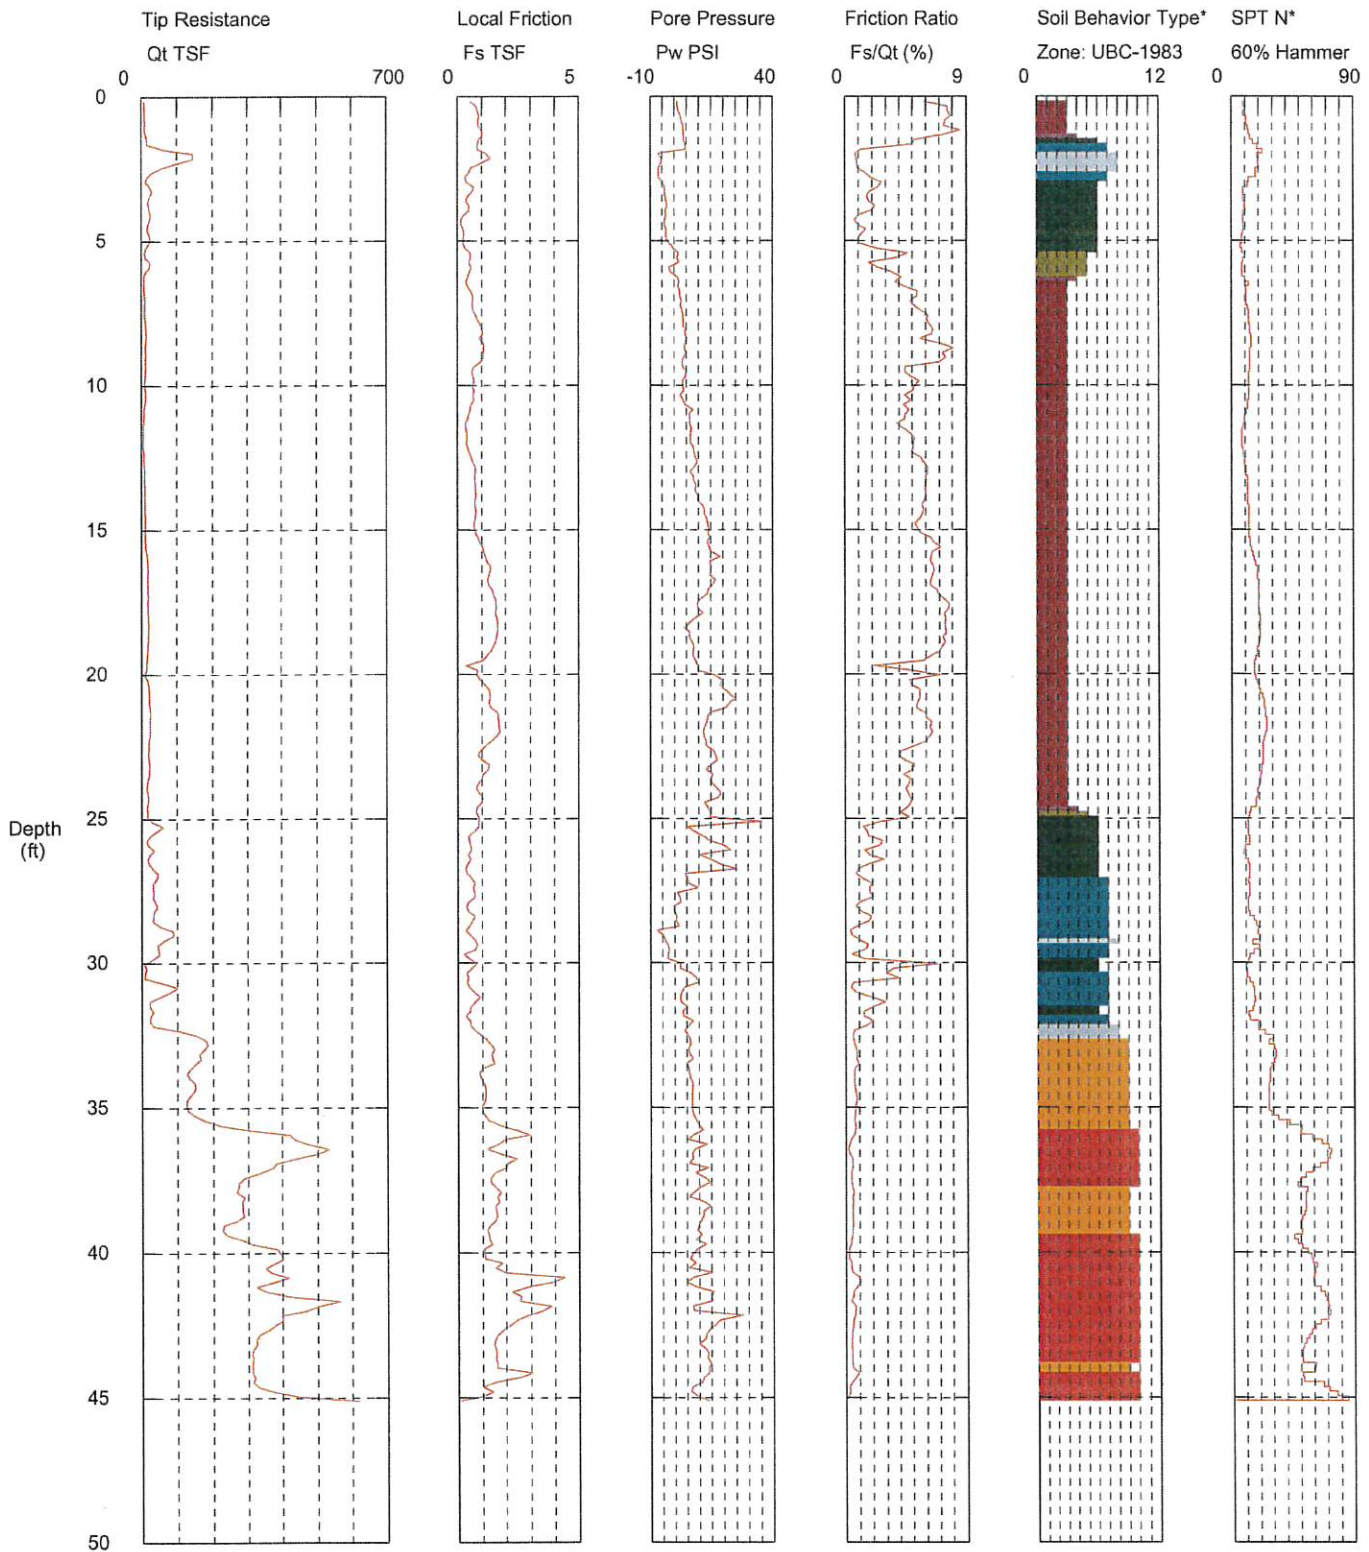 Tip Resistance Local Friction Pore Pressure Friction Ratio Soil Behavior Type* SPT N*
Qt TSF Fs TSF Pw PSI Fs/Qt (%) Zone: UBC-1983 60% Hammer
0 700 0 5 -10 40 0 9 0 12 0 90
0
5
10
15
20
25
Depth
(ft)
30
35
40
45
50